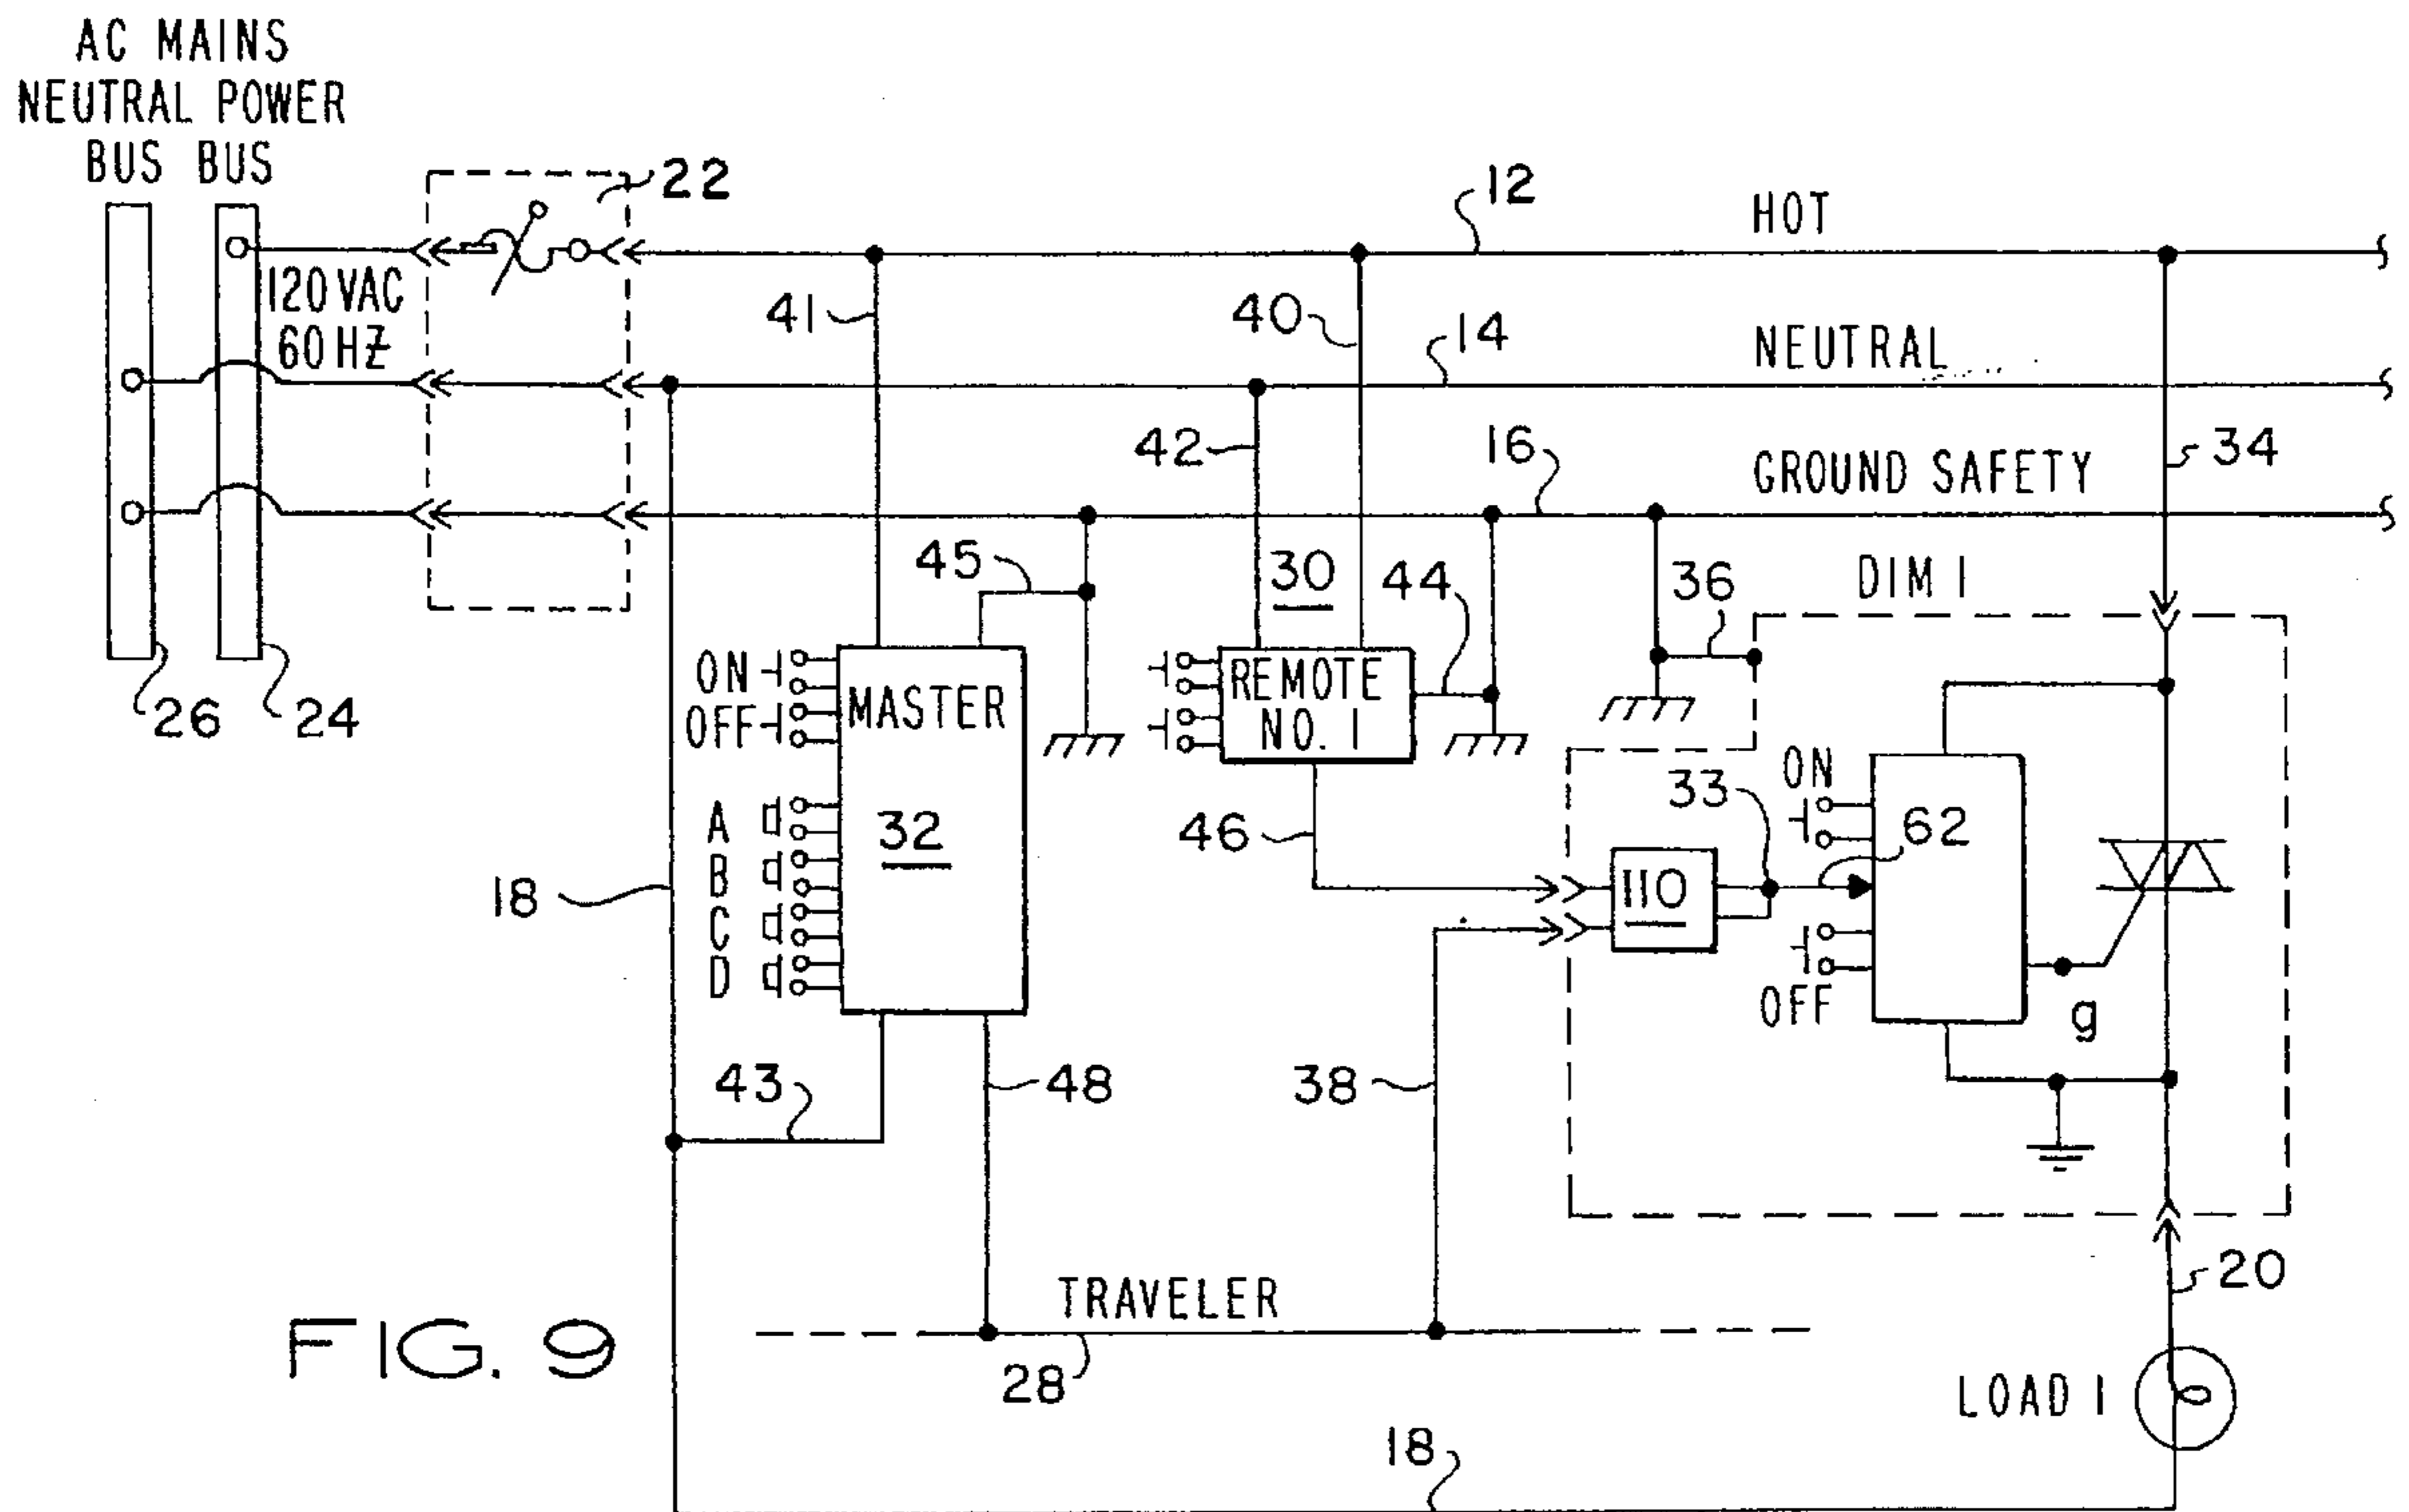 AC MAINS
NEUTRAL POWER
BUS BUS
22
12
HOT
120 VAC
60 HZ
41
40
14
NEUTRAL
42
16
GROUND SAFETY
34
45
30
44
36
DIM 1
26
24
ON
OFF
MASTER
REMOTE
NO. 1
33
ON
62
A
B
C
D
32
46
110
18
OFF
g
43
48
38
TRAVELER
20
FIG. 9
28
LOAD 1
18